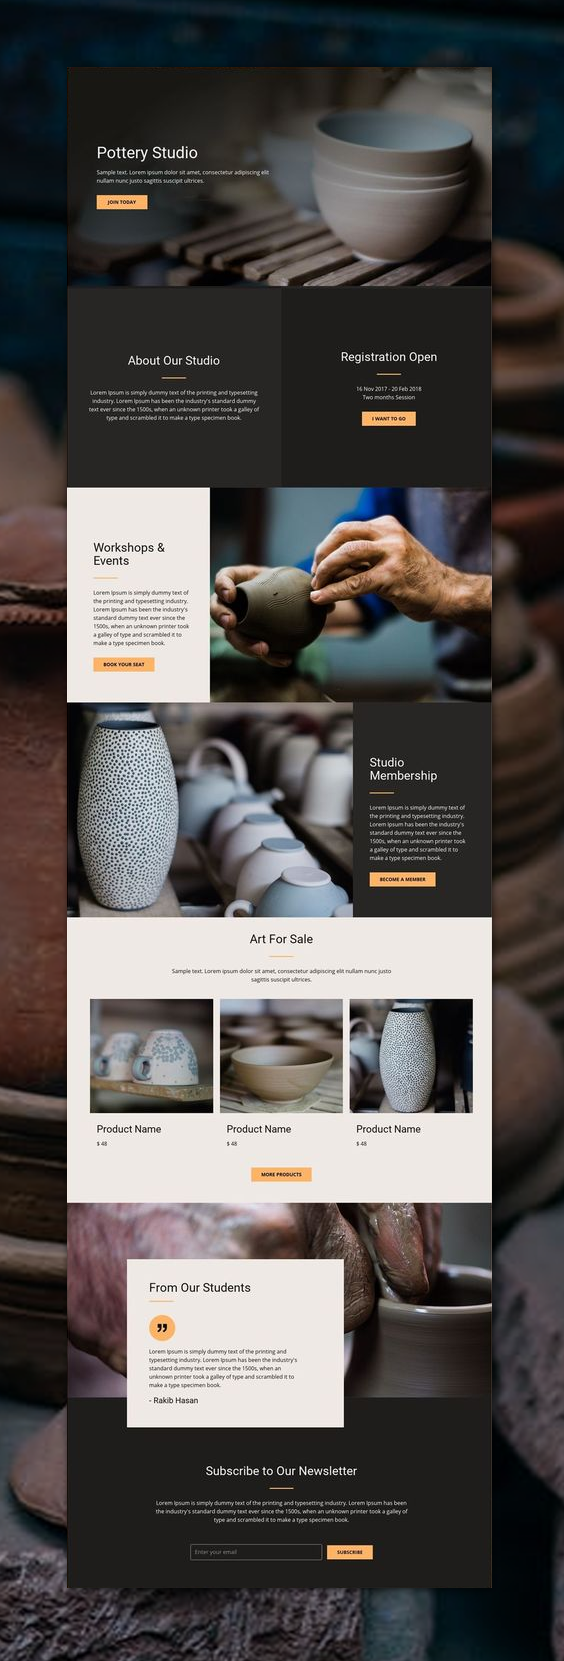 Pottery Studio
Sample text. Lorem ipsum dolor sit amet, consectetur adipiscing elit
nullam nunc justo sagittis suscipit ultrices.
JOIN TODAY
About Our Studio
Lorem Ipsum is simply dummy text of the printing and typesetting
industry. Lorem Ipsum has been the industry's standard dummy
text ever since the 1500s, when an unknown printer took a galley of
type and scrambled it to make a type specimen book.
Registration Open
16 Nov 2017 - 20 Feb 2018
Two months Session
I WANT TO GO
Workshops &
Events
Lorem Ipsum is simply dummy text of
the printing and typesetting industry.
Lorem Ipsum has been the industry's
standard dummy text ever since the
1500s, when an unknown printer took
a galley of type and scrambled it to
make a type specimen book.
BOOK YOUR SEAT
Studio
Membership
Lorem Ipsum is simply dummy text of
the printing and typesetting industry.
Lorem Ipsum has been the industry's
standard dummy text ever since the
1500s, when an unknown printer took
a galley of type and scrambled it to
make a type specimen book.
BECOME A MEMBER
Art For Sale
Sample text. Lorem ipsum dolor sit amet, consectetur adipiscing elit nullam nunc justo
sagittis suscipit ultrices.
Product Name
$ 48
Product Name
$ 48
Product Name
$ 48
MORE PRODUCTS
From Our Students
Lorem Ipsum is simply dummy text of the printing and
typesetting industry. Lorem Ipsum has been the industry's
standard dummy text ever since the 1500s, when an
unknown printer took a galley of type and scrambled it to
make a type specimen book.
- Rakib Hasan
Subscribe to Our Newsletter
Lorem Ipsum is simply dummy text of the printing and typesetting industry. Lorem Ipsum has been
the industry's standard dummy text ever since the 1500s, when an unknown printer took a galley of
type and scrambled it to make a type specimen book.
Enter your email
SUBSCRIBE